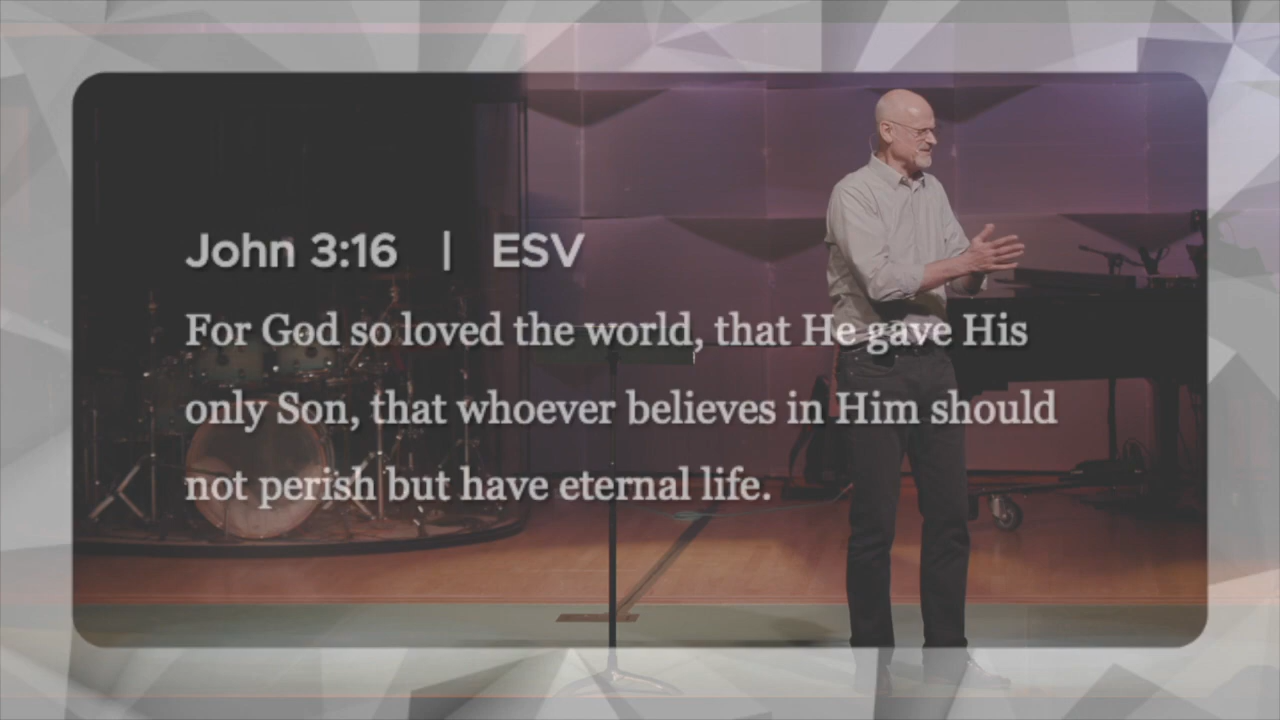 John 3:16 | ESV
For God so loved the world, that He gave His
only Son, that whoever believes in Him should
not perish but have eternal life.